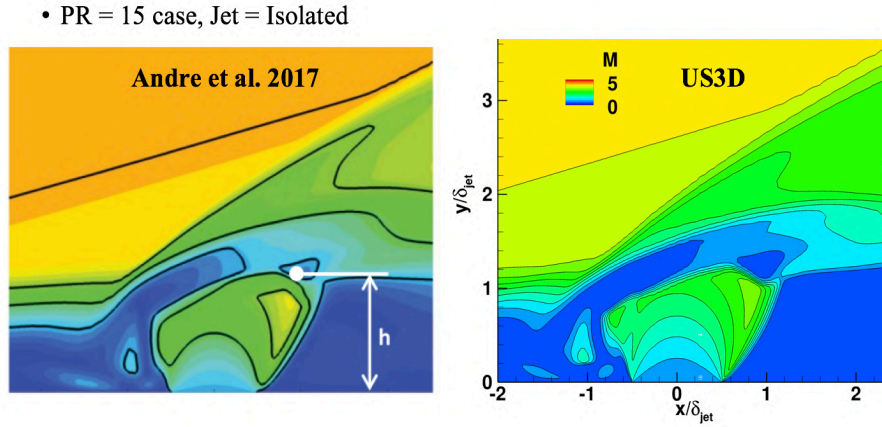 • PR = 15 case, Jet = Isolated
Andre et al. 2017
h
M
5
0
US3D
y/δjet
3
2
1
0
-2
-1
0
1
2
x/δjet